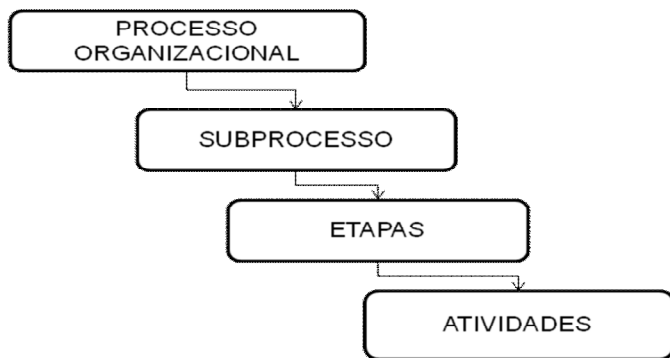 PROCESSO
ORGANIZACIONAL
SUBPROCESSO
ETAPAS
ATIVIDADES